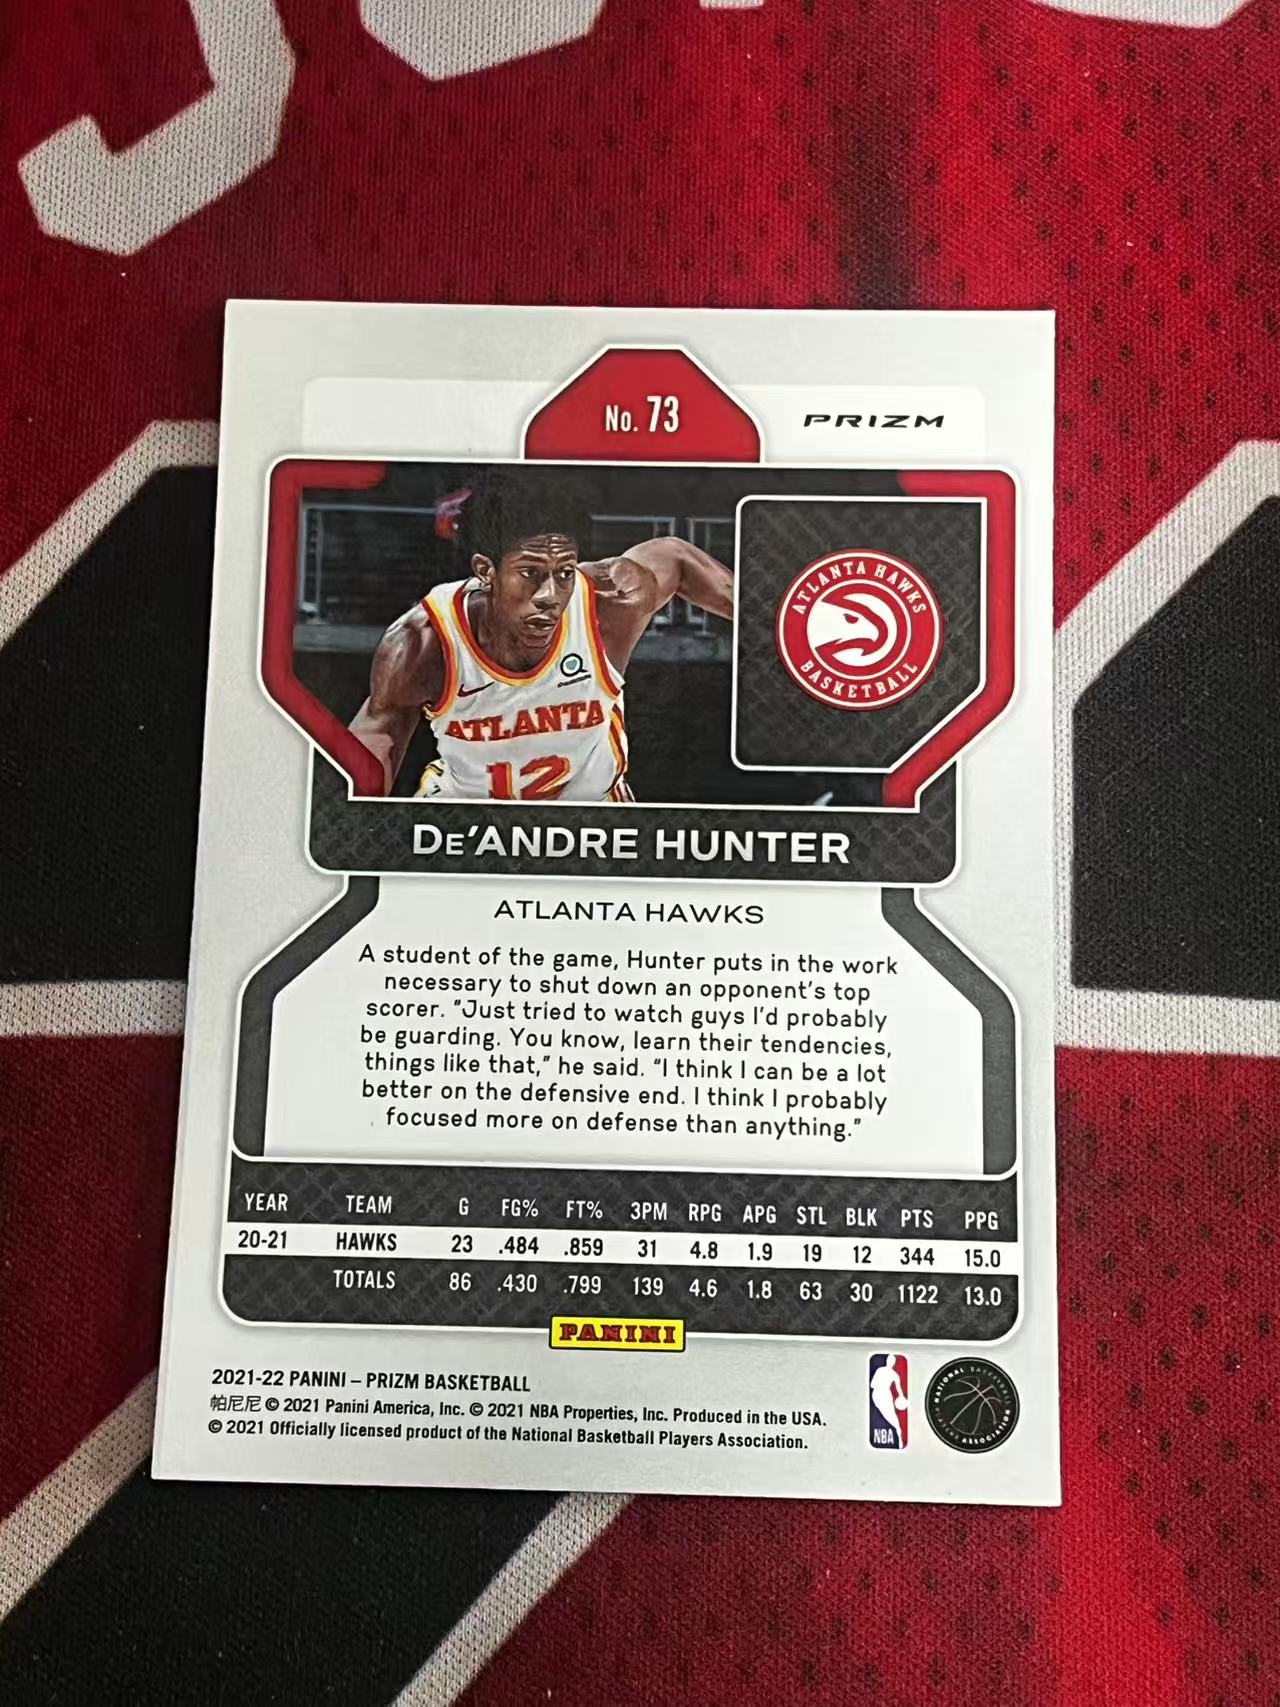 No. 73
PRIZM
ATLANTA HAWKS
BASKETBALL
ATLANTA
12
DE'ANDRE HUNTER
ATLANTA HAWKS
A student of the game, Hunter puts in the work
necessary to shut down an opponent's top
scorer. "Just tried to watch guys I'd probably
be guarding. You know, learn their tendencies,
things like that," he said. "I think I can be a lot
better on the defensive end. I think I probably
focused more on defense than anything."
YEAR TEAM G FG% FT% 3PM RPG APG STL BLK PTS PPG
20-21 HAWKS 23 .484 .859 31 4.8 1.9 19 12 344 15.0
TOTALS 86 .430 .799 139 4.6 1.8 63 30 1122 13.0
PANINI
2021-22 PANINI – PRIZM BASKETBALL
帕尼尼 © 2021 Panini America, Inc. © 2021 NBA Properties, Inc. Produced in the USA.
© 2021 Officially licensed product of the National Basketball Players Association.
NBA
NATIONAL BASKETBALL
PLAYERS ASSOCIATION